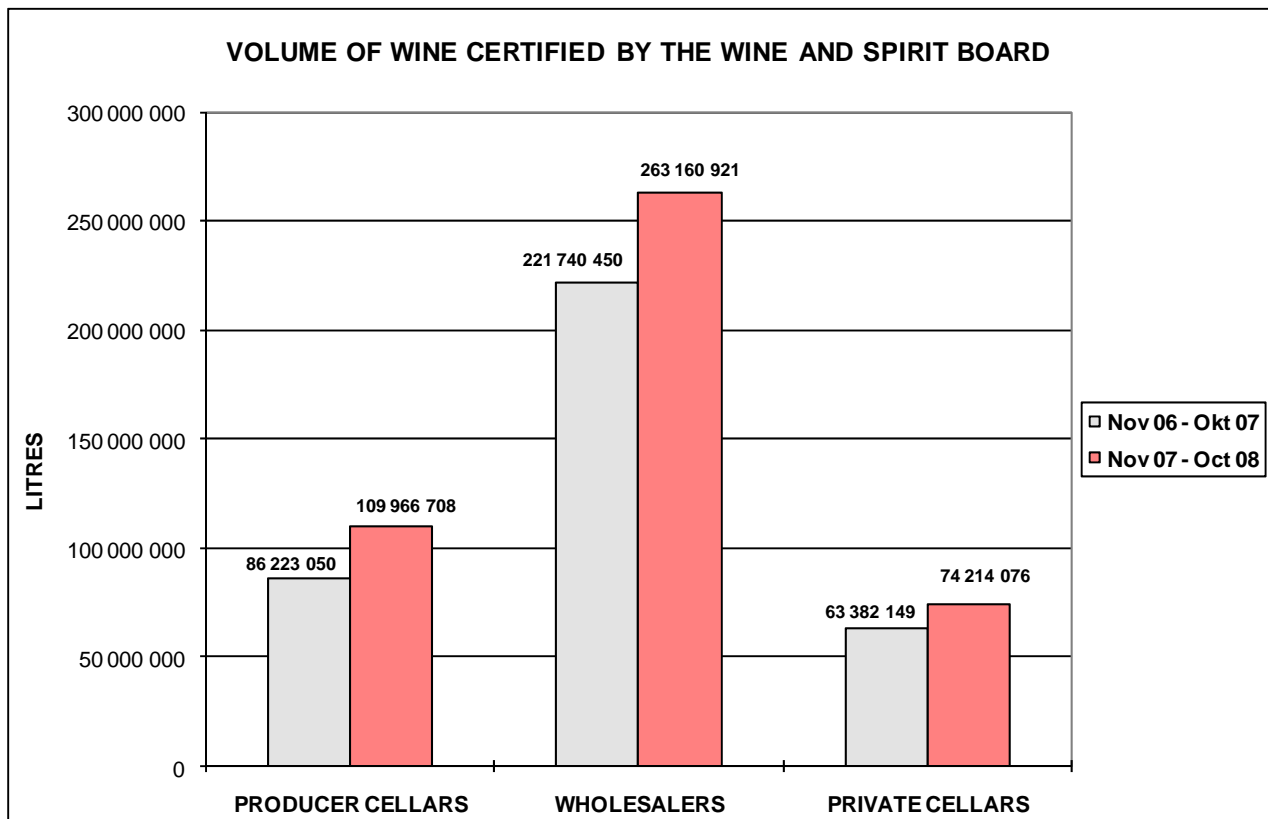 VOLUME OF WINE CERTIFIED BY THE WINE AND SPIRIT BOARD
300 000 000
250 000 000
200 000 000
150 000 000
100 000 000
50 000 000
0
LITRES
86 223 050
109 966 708
221 740 450
263 160 921
63 382 149
74 214 076
PRODUCER CELLARS
WHOLESALERS
PRIVATE CELLARS
Nov 06 - Okt 07
Nov 07 - Oct 08